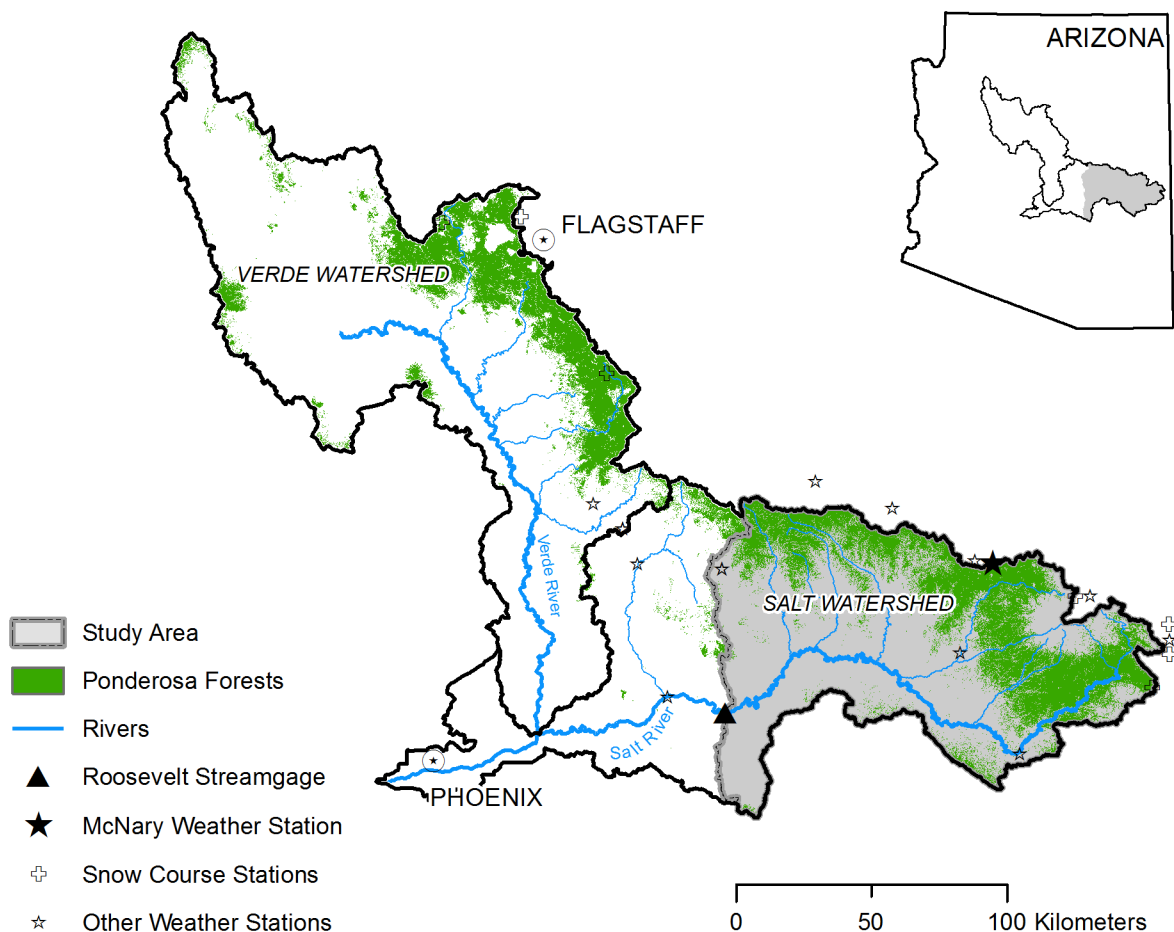 ARIZONA
FLAGSTAFF
VERDE WATERSHED
Verde River
SALT WATERSHED
Salt River
PHOENIX
Study Area
Ponderosa Forests
Rivers
Roosevelt Streamgage
McNary Weather Station
Snow Course Stations
Other Weather Stations
0 50 100 Kilometers